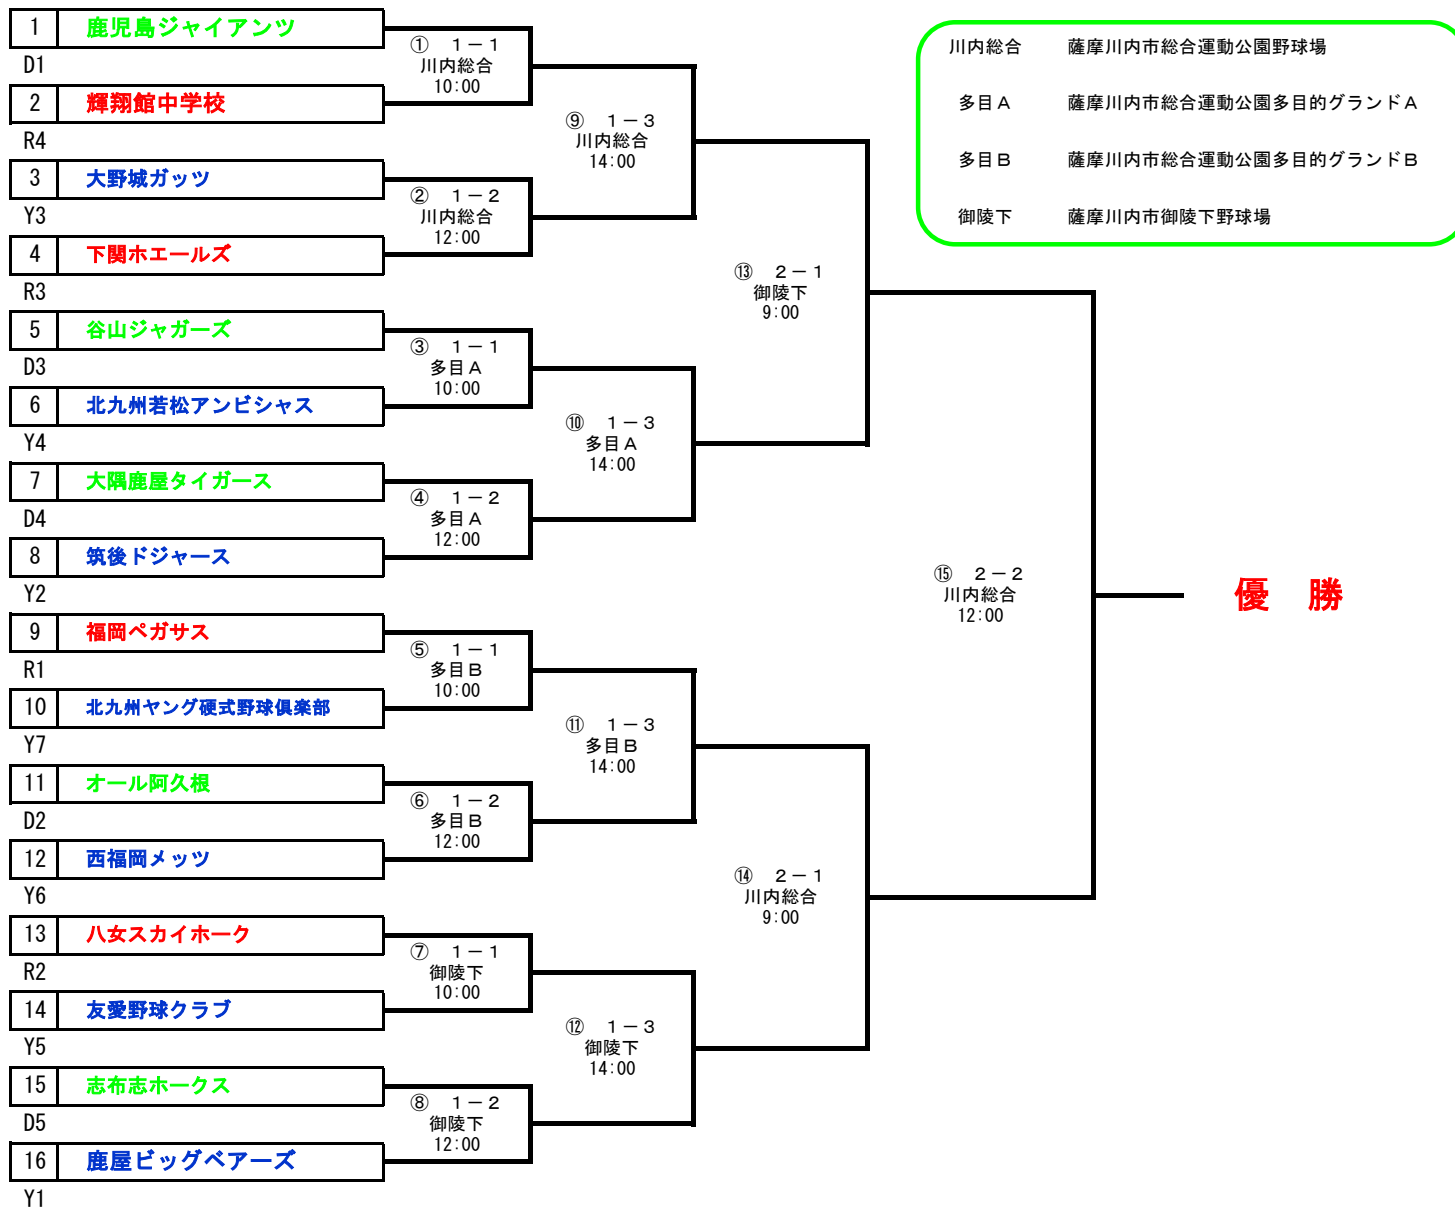 1 鹿児島ジャイアンツ
D1
2 輝翔館中学校
R4
3 大野城ガッツ
Y3
4 下関ホエールズ
R3
5 谷山ジャガーズ
D3
6 北九州若松アンビシャス
Y4
7 大隅鹿屋タイガース
D4
8 筑後ドジャース
Y2
9 福岡ペガサス
R1
10 北九州ヤング硬式野球倶楽部
Y7
11 オール阿久根
D2
12 西福岡メッツ
Y6
13 八女スカイホーク
R2
14 友愛野球クラブ
Y5
15 志布志ホークス
D5
16 鹿屋ビッグベアーズ
Y1
① 1－1
川内総合
10:00
② 1－2
川内総合
12:00
③ 1－1
多目A
10:00
④ 1－2
多目A
12:00
⑤ 1－1
多目B
10:00
⑥ 1－2
多目B
12:00
⑦ 1－1
御陵下
10:00
⑧ 1－2
御陵下
12:00
⑨ 1－3
川内総合
14:00
⑩ 1－3
多目A
14:00
⑪ 1－3
多目B
14:00
⑫ 1－3
御陵下
14:00
⑬ 2－1
御陵下
9:00
⑭ 2－1
川内総合
9:00
⑮ 2－2
川内総合
12:00
優 勝
川内総合 薩摩川内市総合運動公園野球場
多目A 薩摩川内市総合運動公園多目的グランドA
多目B 薩摩川内市総合運動公園多目的グランドB
御陵下 薩摩川内市御陵下野球場